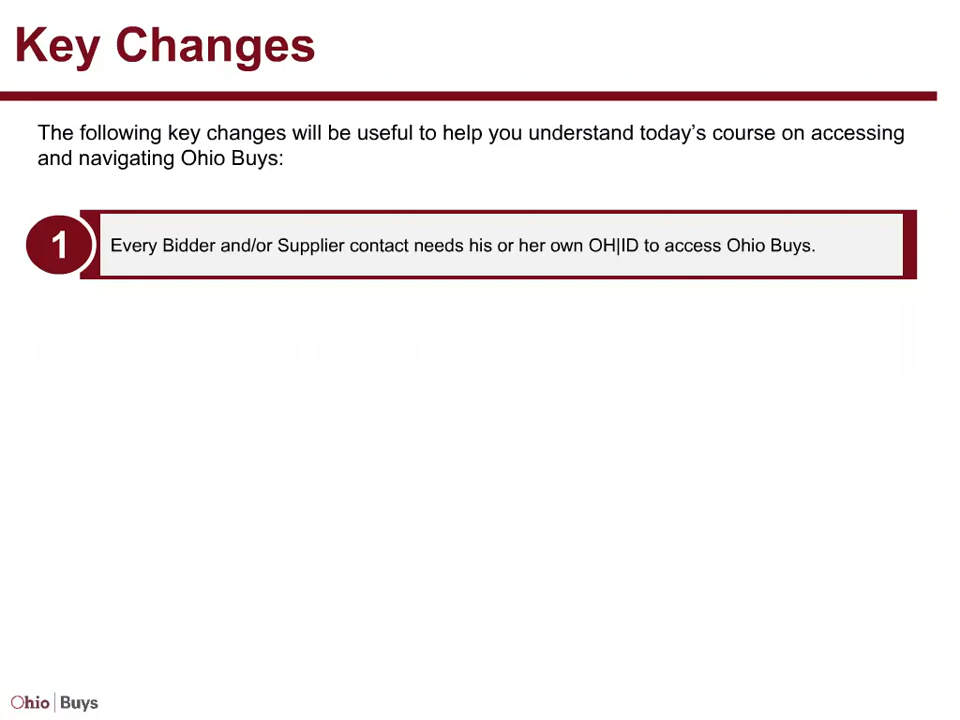 Key Changes
The following key changes will be useful to help you understand today’s course on accessing
and navigating Ohio Buys:
1
Every Bidder and/or Supplier contact needs his or her own OH|ID to access Ohio Buys.
Ohio Buys